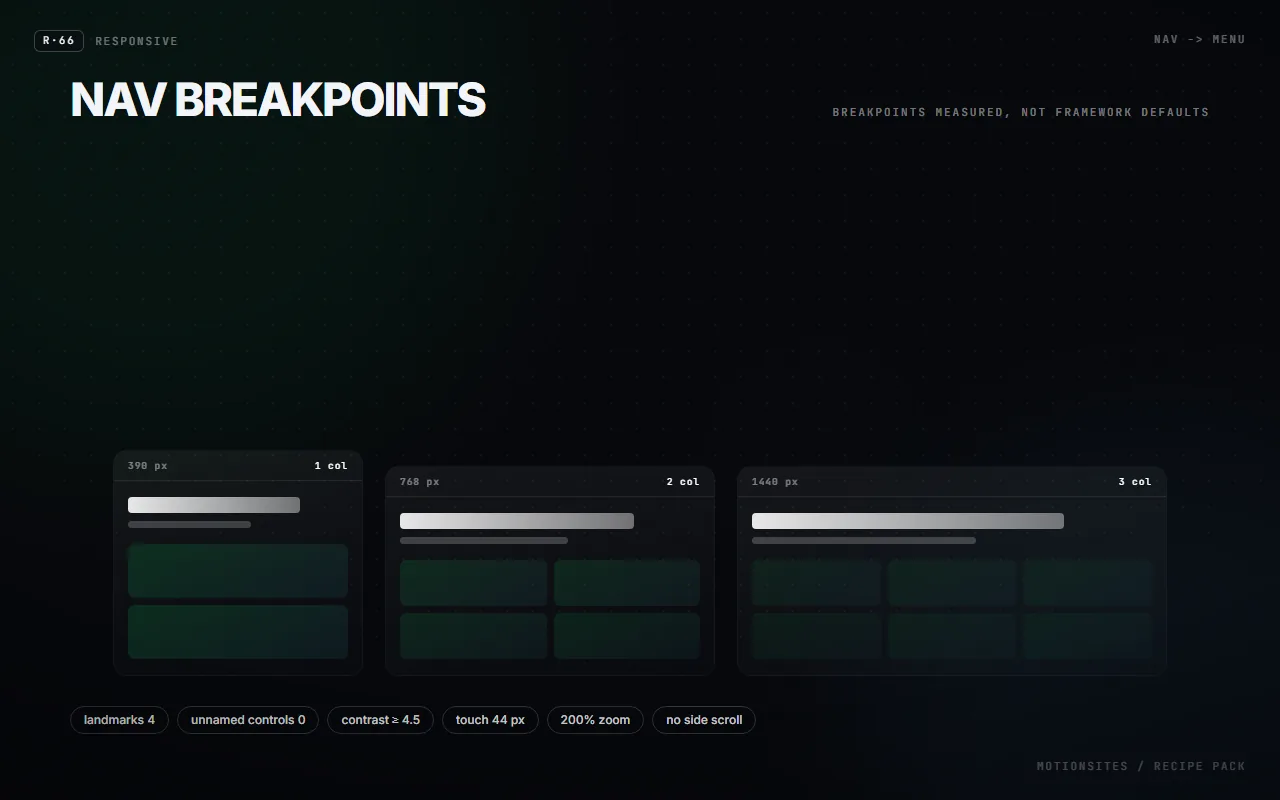 R·66 RESPONSIVE
NAV -> MENU
NAV BREAKPOINTS
BREAKPOINTS MEASURED, NOT FRAMEWORK DEFAULTS
390 px 1 col
768 px 2 col
1440 px 3 col
landmarks 4
unnamed controls 0
contrast ≥ 4.5
touch 44 px
200% zoom
no side scroll
MOTIONSITES / RECIPE PACK